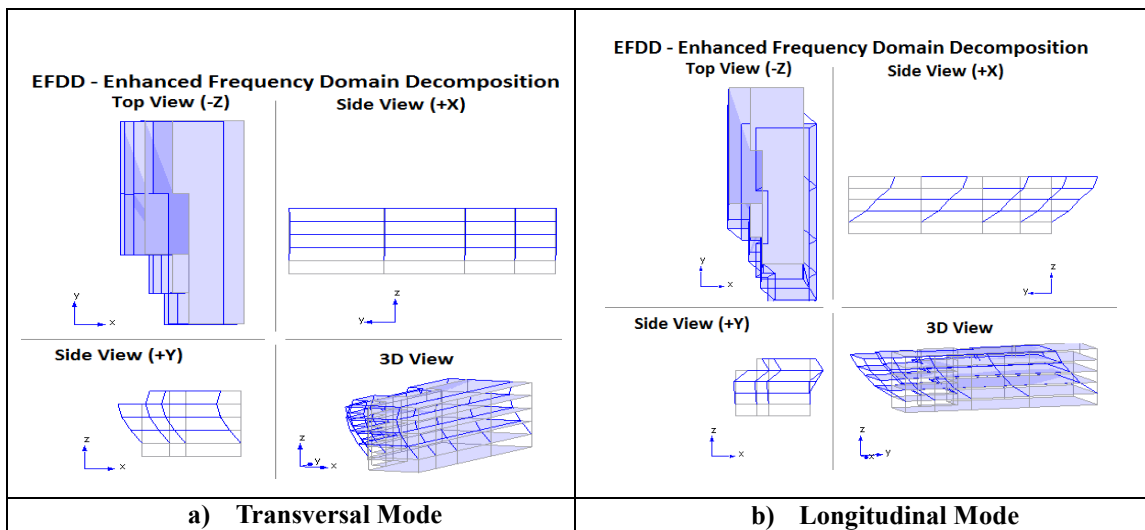 EFDD - Enhanced Frequency Domain Decomposition
Top View (-Z)
Side View (+X)
y
x
z
y
Side View (+Y)
3D View
z
x
z
y
x
a) Transversal Mode
EFDD - Enhanced Frequency Domain Decomposition
Top View (-Z)
Side View (+X)
y
x
z
y
Side View (+Y)
3D View
z
x
z
x
y
b) Longitudinal Mode